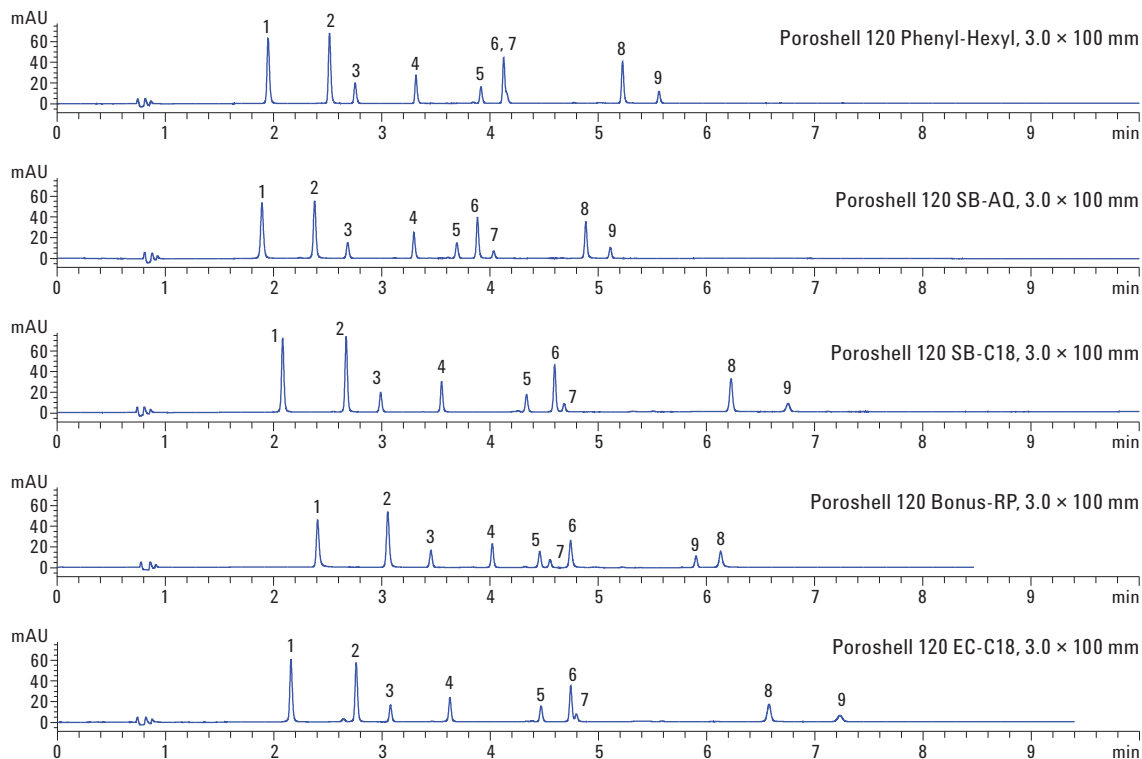 mAU
Poroshell 120 Phenyl-Hexyl, 3.0 × 100 mm
60
40
20
0
1 2 3 4 5 6, 7 8 9
0 1 2 3 4 5 6 7 8 9 min
mAU
Poroshell 120 SB-AQ, 3.0 × 100 mm
60
40
20
0
1 2 3 4 5 6 7 8 9
0 1 2 3 4 5 6 7 8 9 min
mAU
Poroshell 120 SB-C18, 3.0 × 100 mm
60
40
20
0
1 2 3 4 5 6 7 8 9
0 1 2 3 4 5 6 7 8 9 min
mAU
Poroshell 120 Bonus-RP, 3.0 × 100 mm
60
40
20
0
1 2 3 4 5 7 6 9 8
0 1 2 3 4 5 6 7 8 9 min
mAU
Poroshell 120 EC-C18, 3.0 × 100 mm
60
40
20
0
1 2 3 4 5 6 7 8 9
0 1 2 3 4 5 6 7 8 9 min